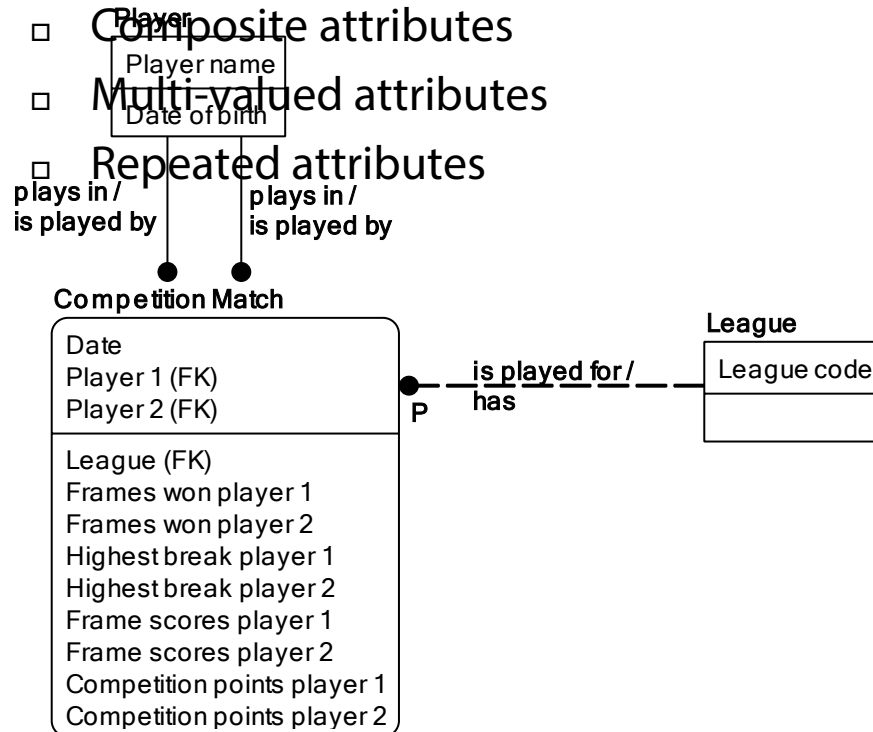 Composite attributes
Player
Player name
Multi-valued attributes
Date of birth
Repeated attributes
plays in /
is played by
plays in /
is played by
Competition Match
Date
Player 1 (FK)
Player 2 (FK)
League (FK)
Frames won player 1
Frames won player 2
Highest break player 1
Highest break player 2
Frame scores player 1
Frame scores player 2
Competition points player 1
Competition points player 2
P
is played for /
has
League
League code